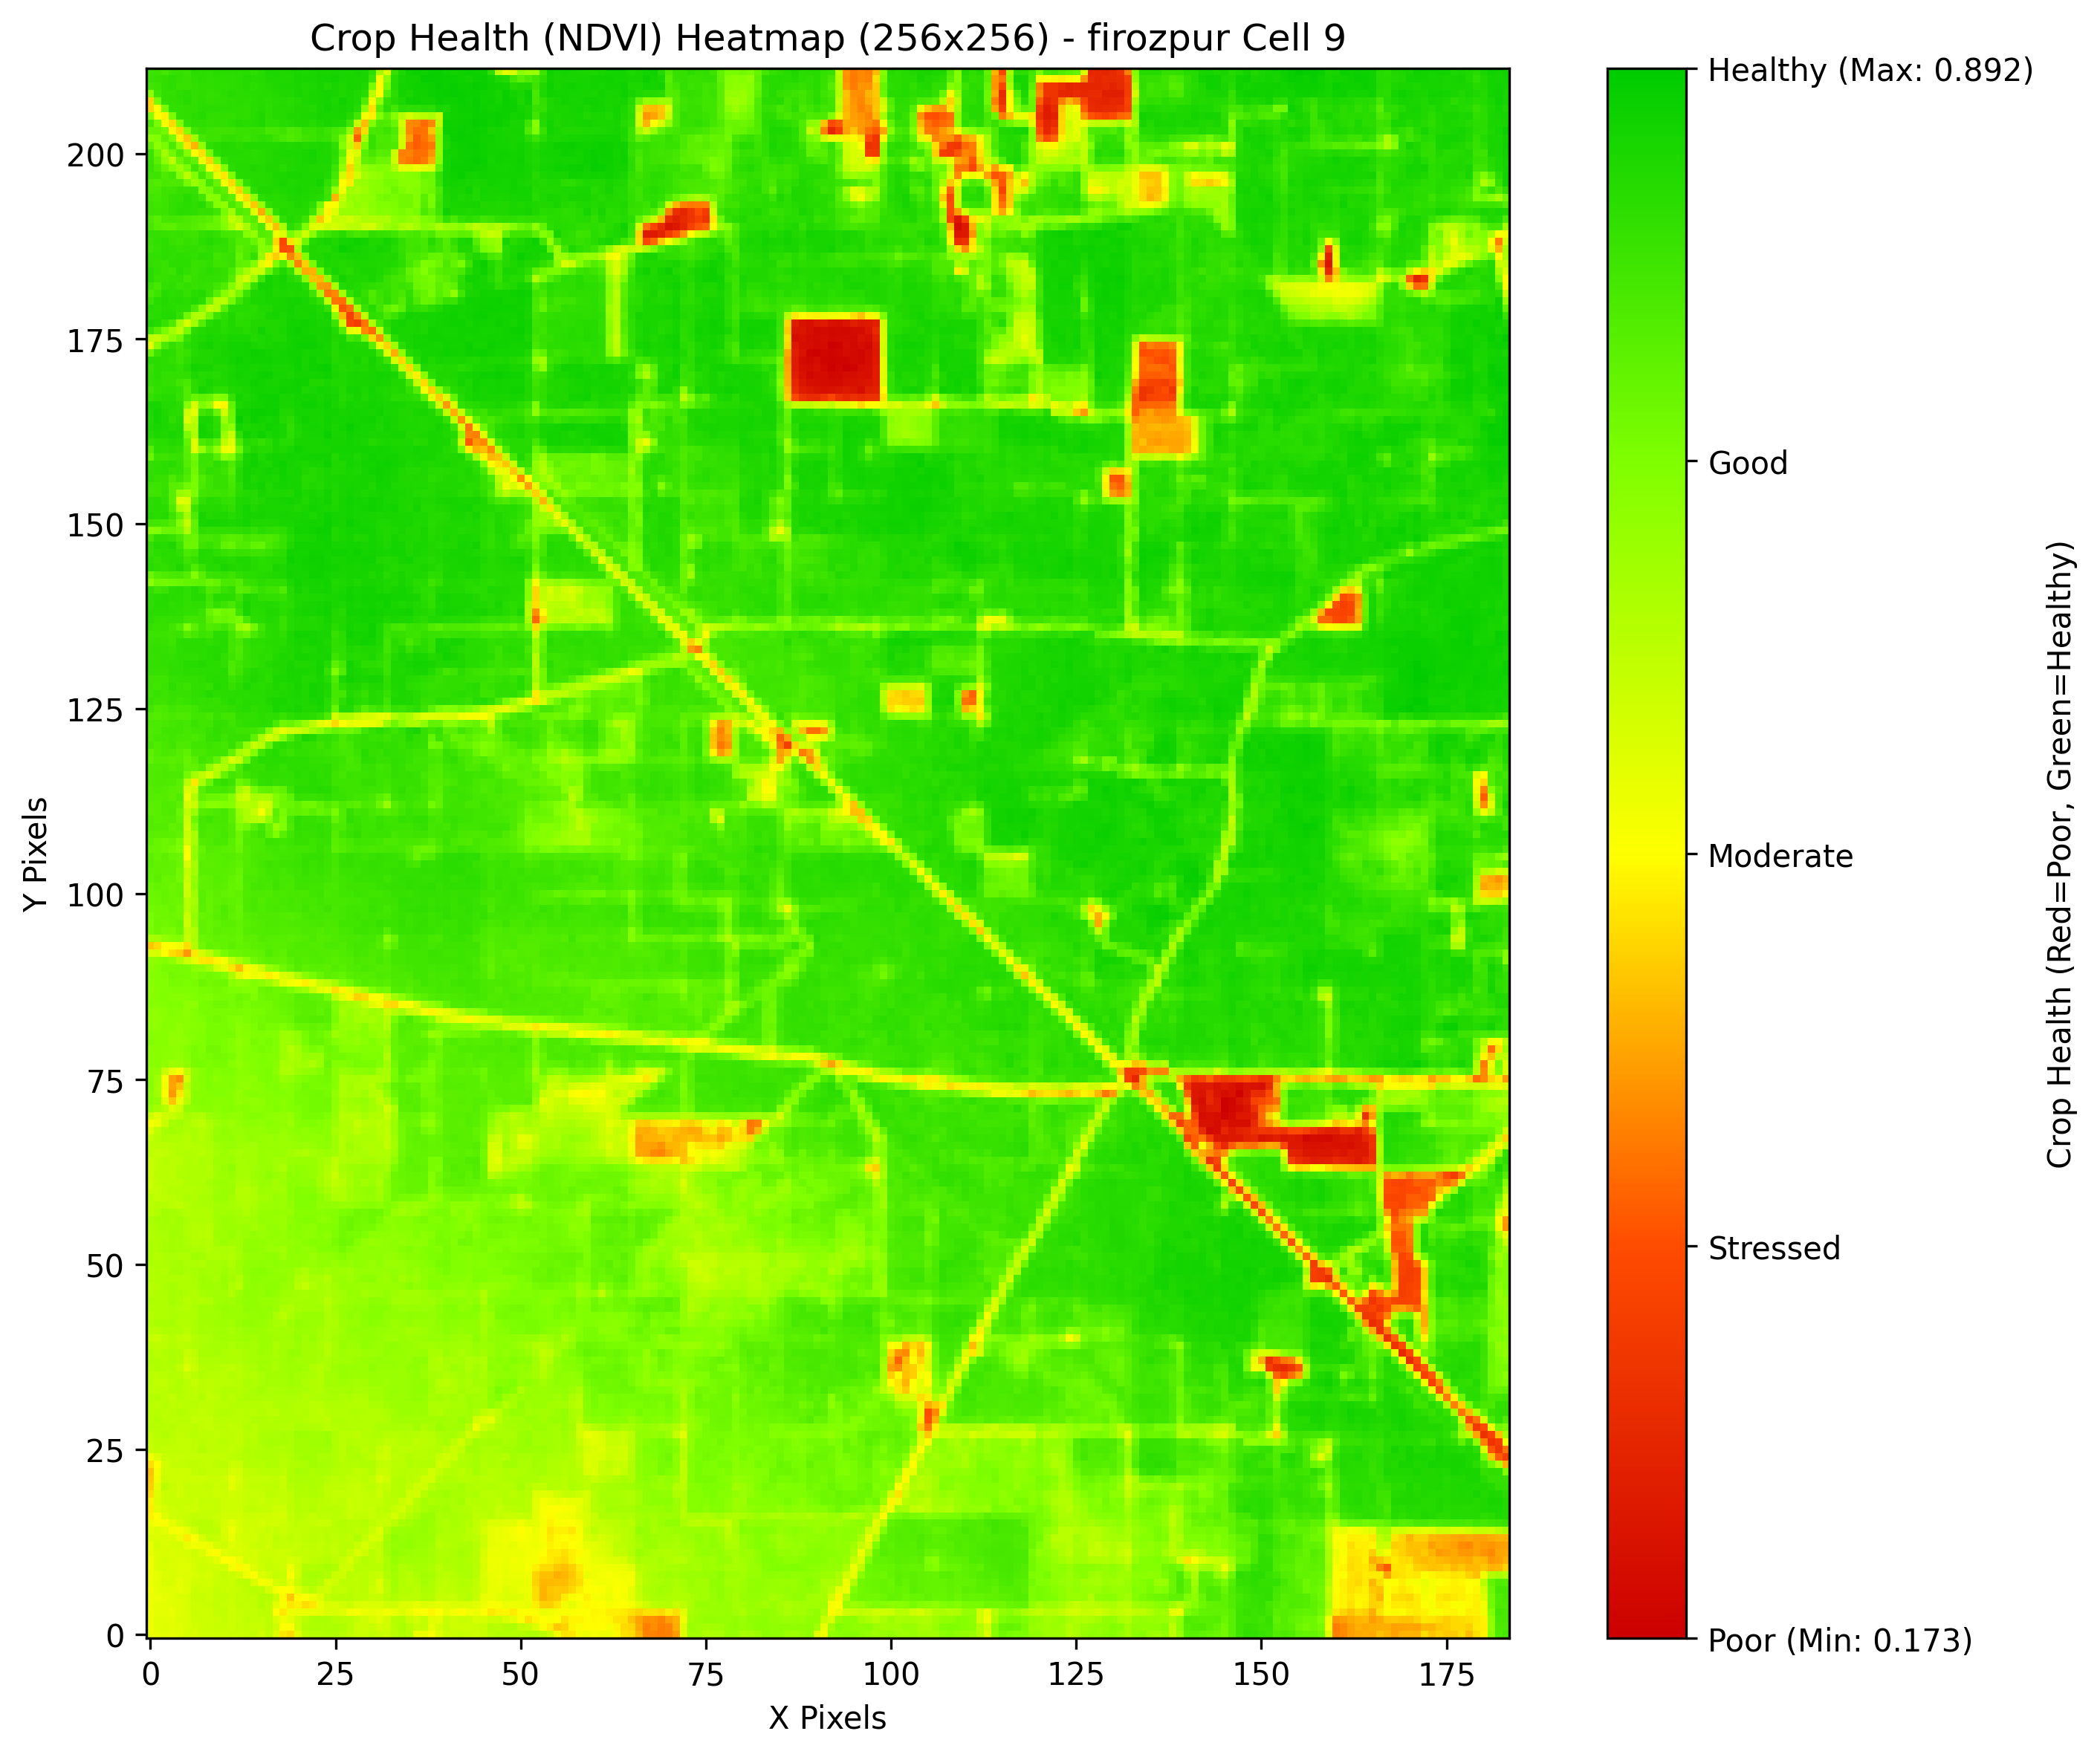 Crop Health (NDVI) Heatmap (256x256) - firozpur Cell 9
Healthy (Max: 0.892)
Good
Moderate
Stressed
Poor (Min: 0.173)
Crop Health (Red=Poor, Green=Healthy)
Y Pixels
200
175
150
125
100
75
50
25
0
0 25 50 75 100 125 150 175
X Pixels